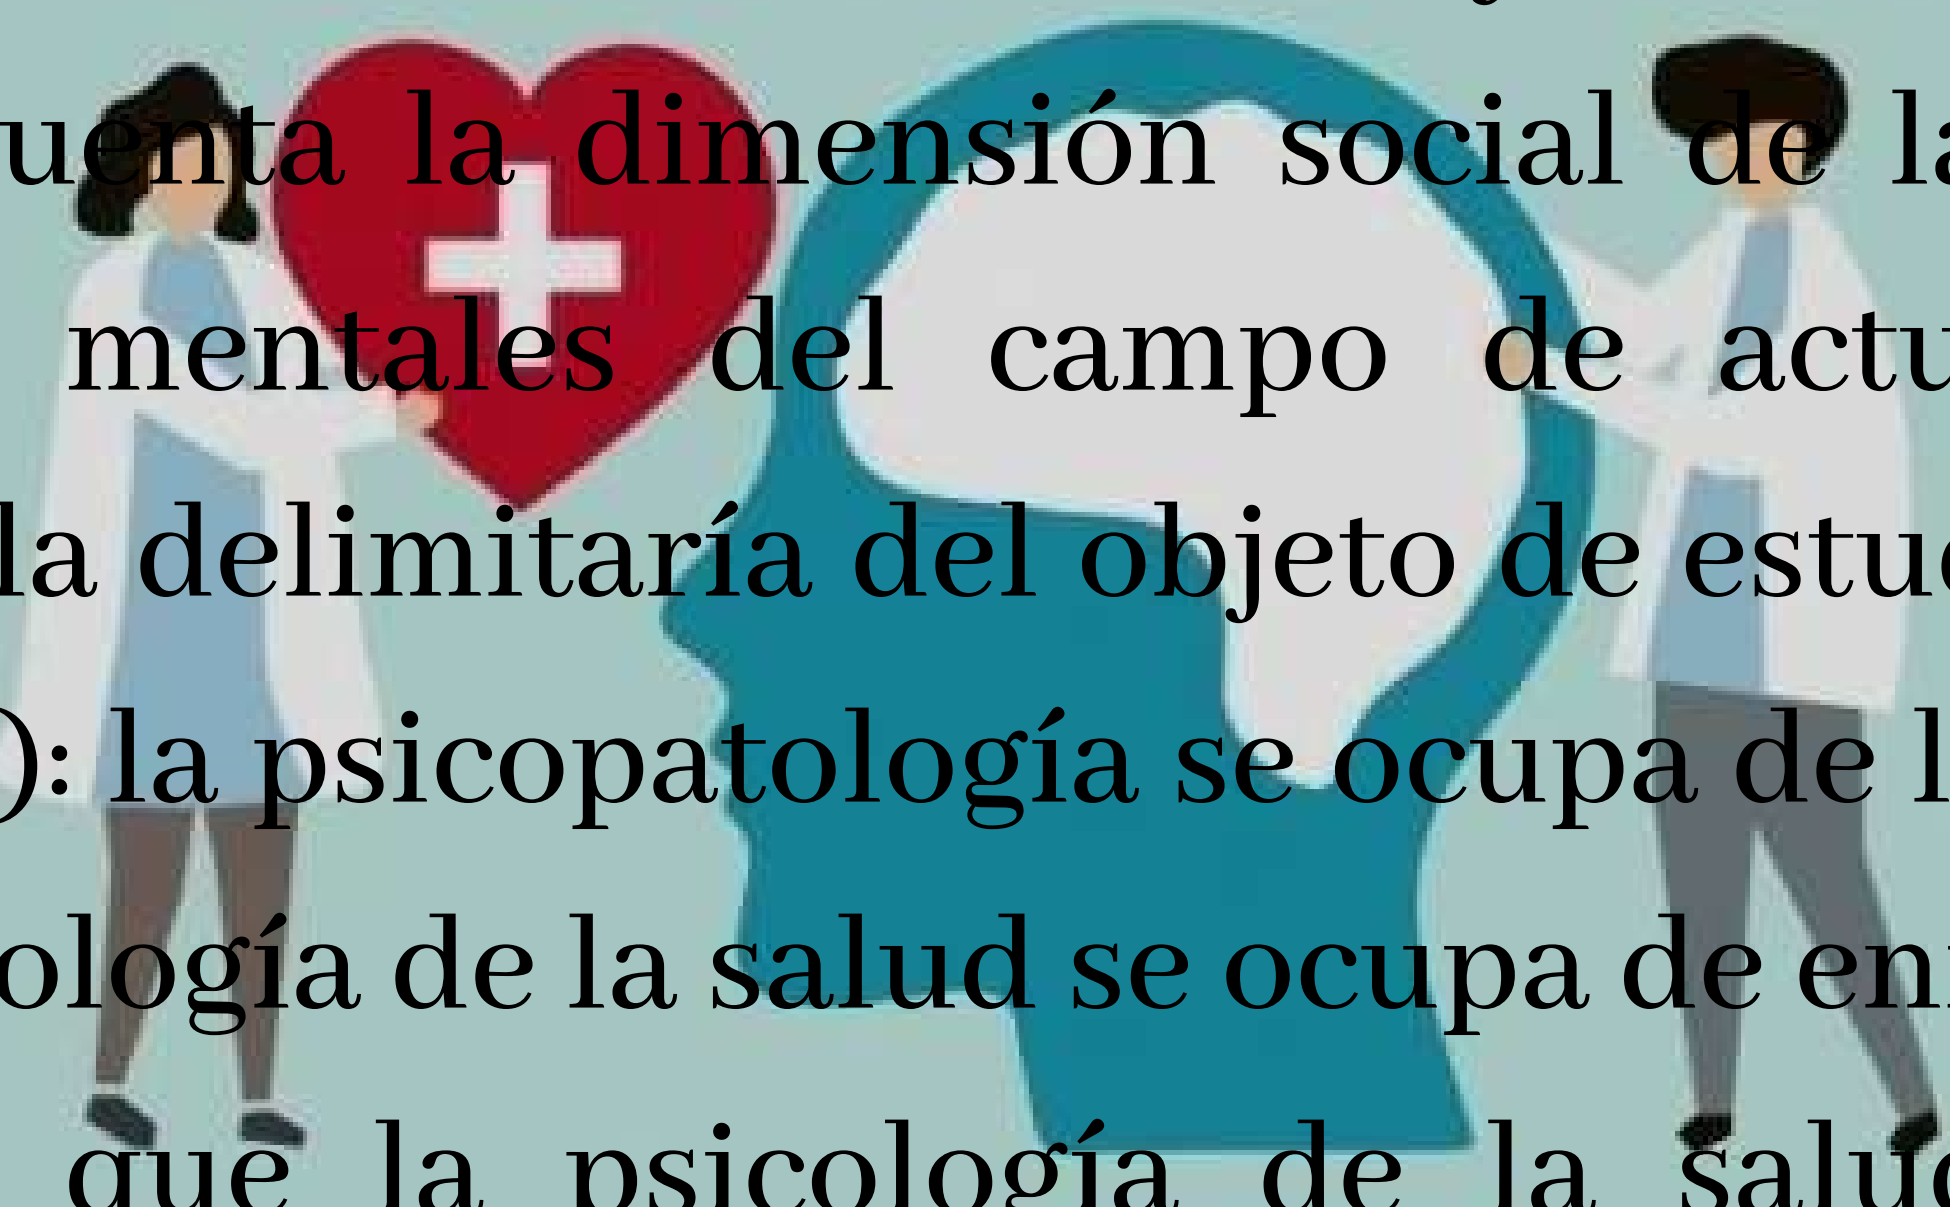 uenta la dimensión social de la
mentales del campo de actu
la delimitaría del objeto de estu
): la psicopatología se ocupa de l
ología de la salud se ocupa de en
que la psicología de la salud